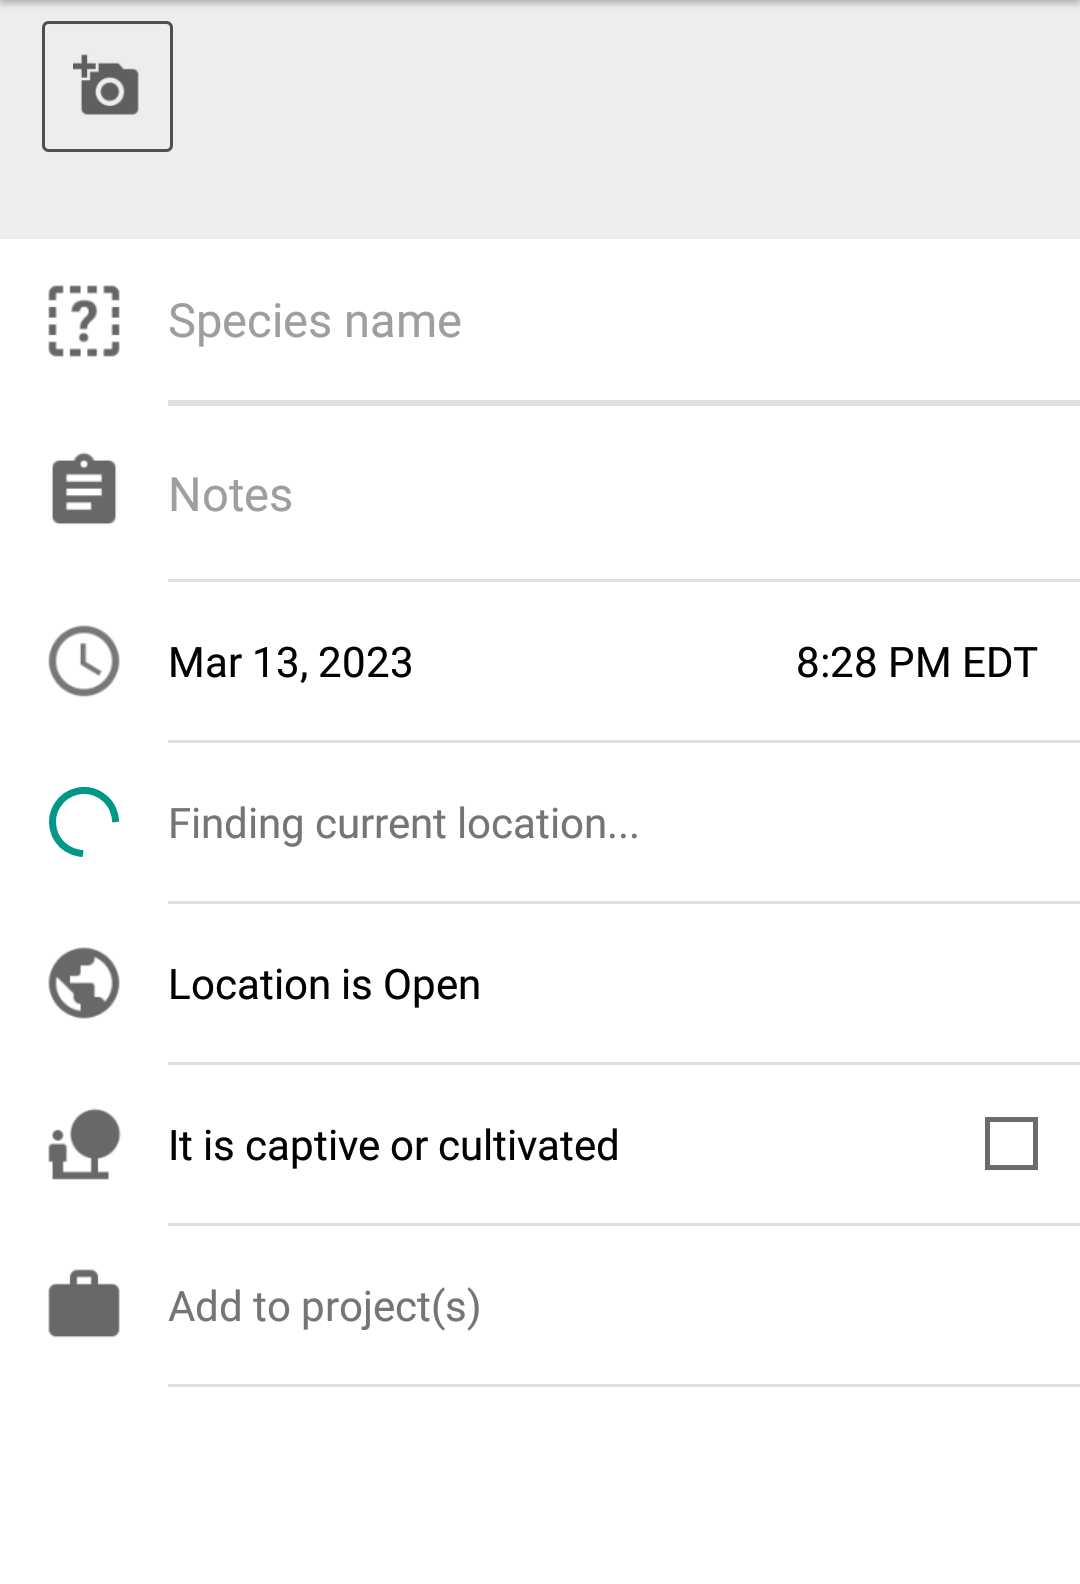 Species name
Notes
Mar 13, 2023 8:28 PM EDT
Finding current location...
Location is Open
It is captive or cultivated
Add to project(s)